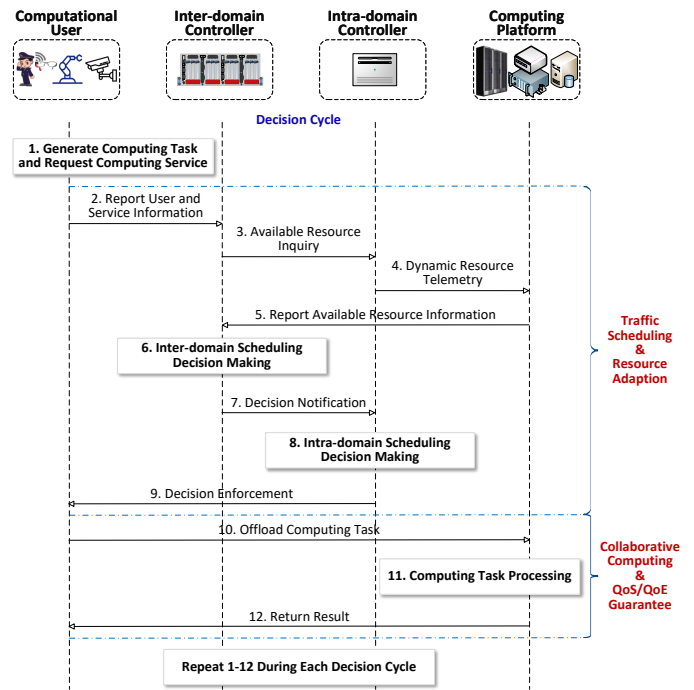 Computational
User
Inter-domain
Controller
Intra-domain
Controller
Computing
Platform
Decision Cycle
1. Generate Computing Task
and Request Computing Service
2. Report User and
Service Information
3. Available Resource
Inquiry
4. Dynamic Resource
Telemetry
5. Report Available Resource Information
6. Inter-domain Scheduling
Decision Making
7. Decision Notification
8. Intra-domain Scheduling
Decision Making
9. Decision Enforcement
Traffic
Scheduling
&
Resource
Adaption
10. Offload Computing Task
11. Computing Task Processing
12. Return Result
Collaborative
Computing
&
QoS/QoE
Guarantee
Repeat 1-12 During Each Decision Cycle